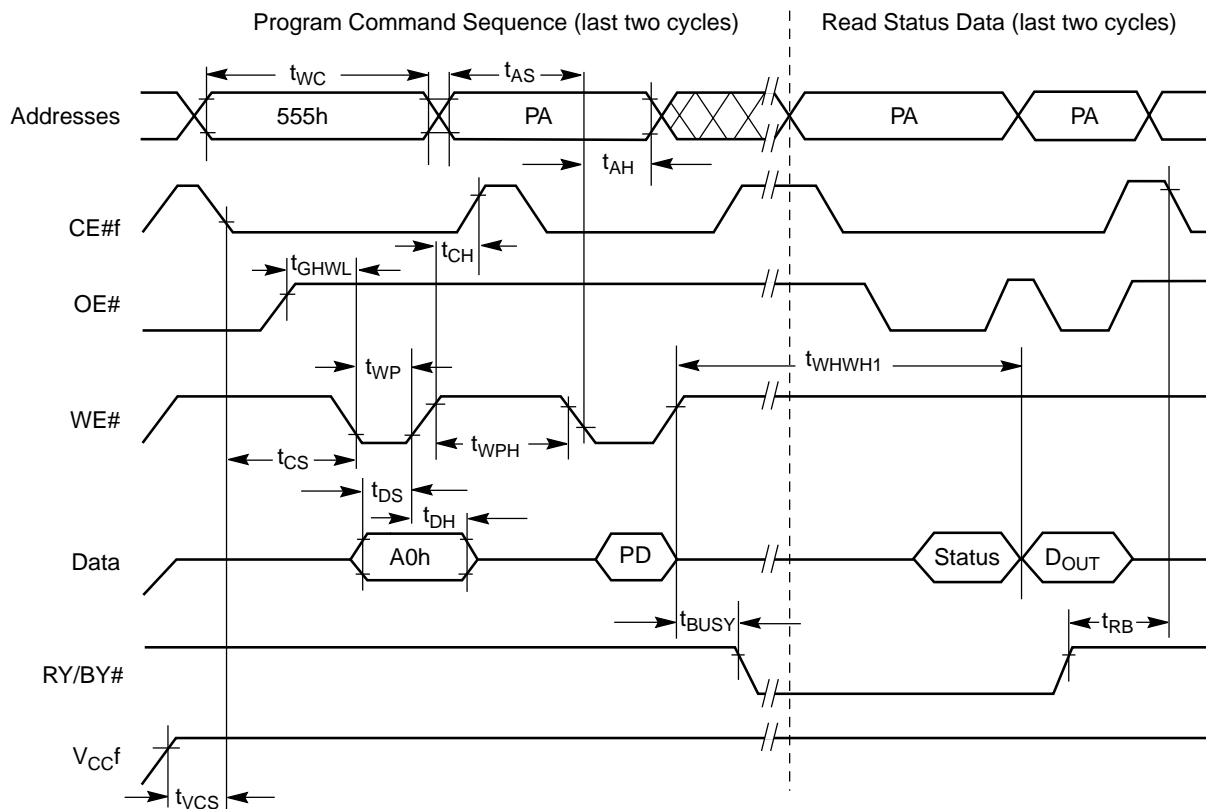 Program Command Sequence (last two cycles)
Read Status Data (last two cycles)
tWC
tAS
Addresses
555h
PA
PA
PA
tAH
CE#f
tCH
tGHWL
OE#
tWP
tWHWH1
WE#
tWPH
tCS
tDS
tDH
Data
A0h
PD
Status
DOUT
tBUSY
tRB
RY/BY#
VCCf
tVCS